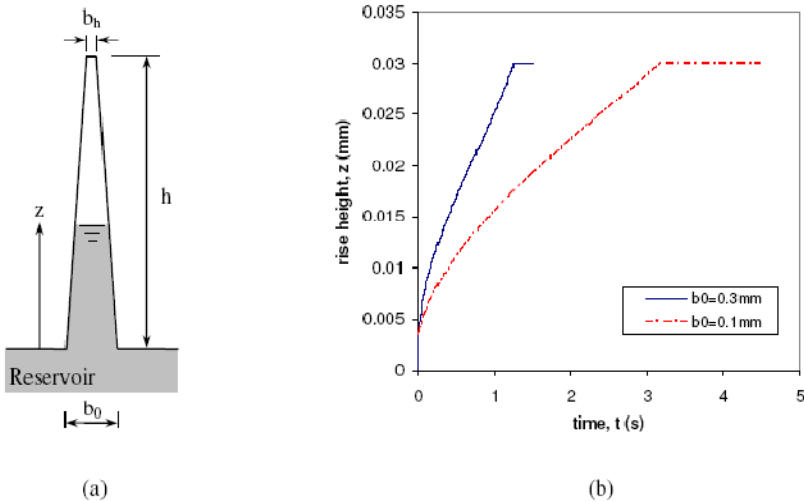 b_h
z
h
Reservoir
b_0
(a)
0.035
0.03
0.025
0.02
0.015
0.01
0.005
0
rise height, z (mm)
b0=0.3mm
b0=0.1mm
0 1 2 3 4 5
time, t (s)
(b)